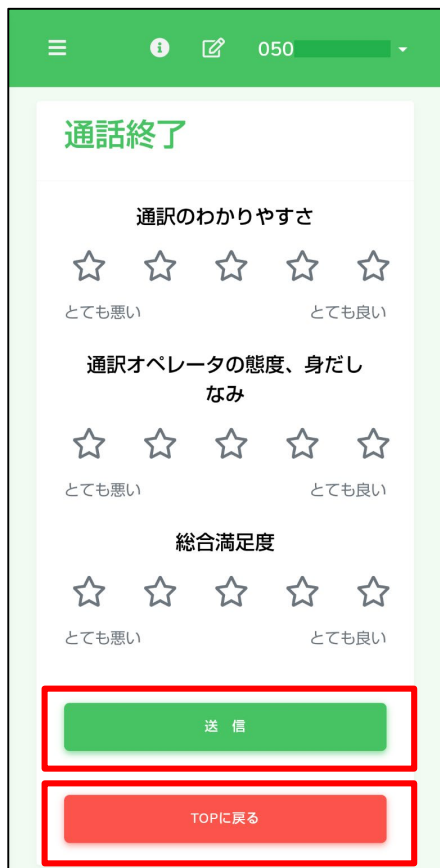 050
通話終了
通訳のわかりやすさ
とても悪い とても良い
通訳オペレータの態度、身だし
なみ
とても悪い とても良い
総合満足度
とても悪い とても良い
送 信
TOPに戻る